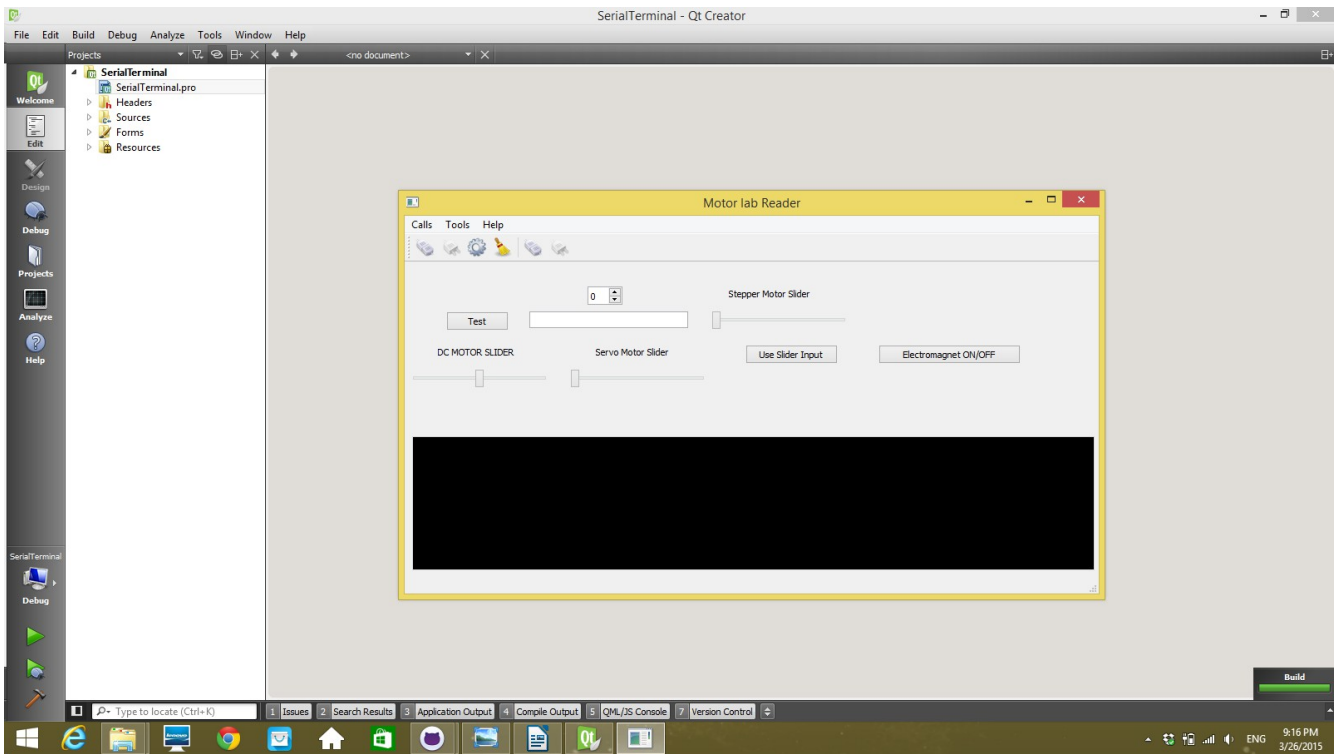 SerialTerminal - Qt Creator
File Edit Build Debug Analyze Tools Window Help
Projects <no document>
SerialTerminal
SerialTerminal.pro
Headers
Sources
Forms
Resources
Welcome
Edit
Design
Debug
Projects
Analyze
Help
Motor lab Reader
Calls Tools Help
0
Stepper Motor Slider
Test
DC MOTOR SLIDER
Servo Motor Slider
Use Slider Input
Electromagnet ON/OFF
SerialTerminal
Debug
Build
Type to locate (Ctrl+K)
1 Issues 2 Search Results 3 Application Output 4 Compile Output 5 QML/JS Console 7 Version Control
ENG
9:16 PM
3/26/2015